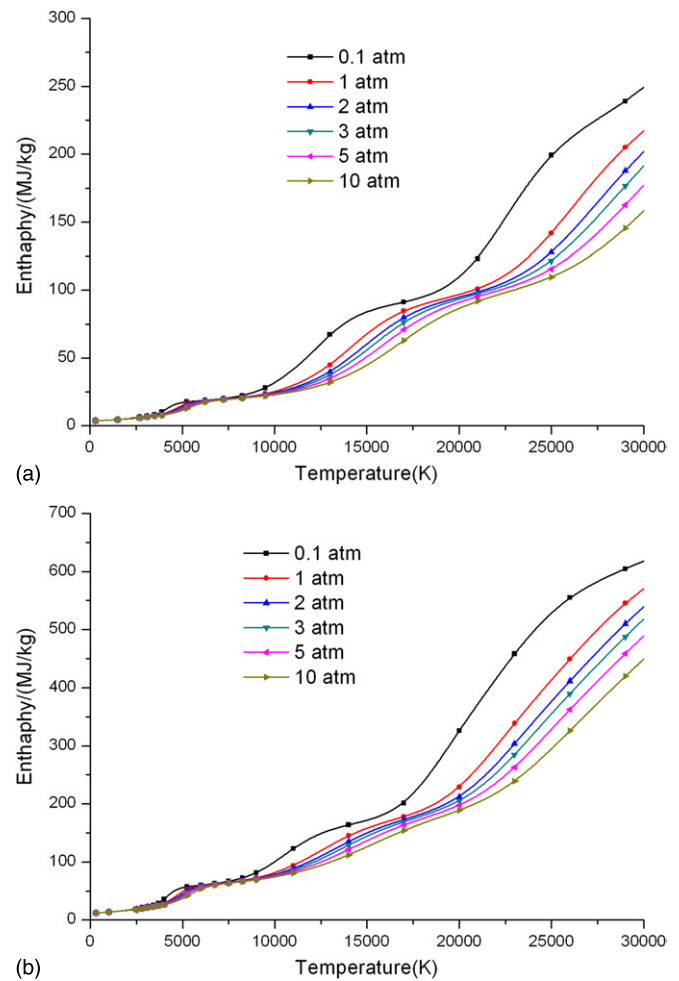 300
250
200
150
100
50
0
Enthaphy/(MJ/kg)
0.1 atm
1 atm
2 atm
3 atm
5 atm
10 atm
0 5000 10000 15000 20000 25000 30000
Temperature(K)
(a)
700
600
500
400
300
200
100
0
Enthaphy/(MJ/kg)
0.1 atm
1 atm
2 atm
3 atm
5 atm
10 atm
0 5000 10000 15000 20000 25000 30000
Temperature(K)
(b)